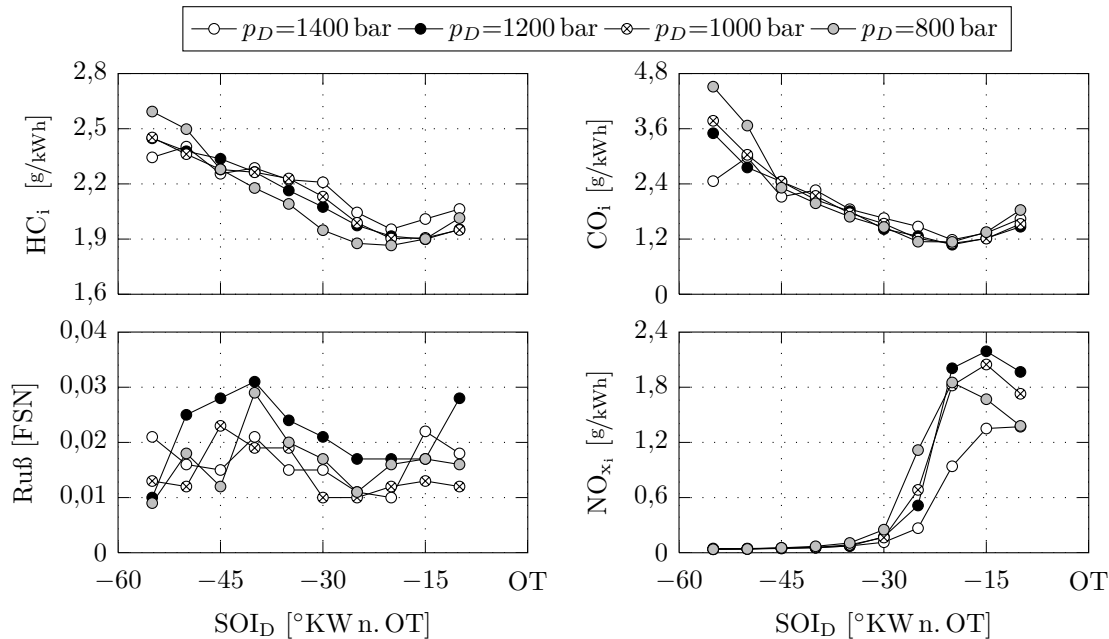 p_D=1400 bar p_D=1200 bar p_D=1000 bar p_D=800 bar
2,8
2,5
2,2
1,9
1,6
HC_i [g/kWh]
4,8
3,6
2,4
1,2
0
CO_i [g/kWh]
0,04
0,03
0,02
0,01
0
Ruß [FSN]
−60 −45 −30 −15 OT
SOI_D [°KW n. OT]
2,4
1,8
1,2
0,6
0
NO_x_i [g/kWh]
−60 −45 −30 −15 OT
SOI_D [°KW n. OT]